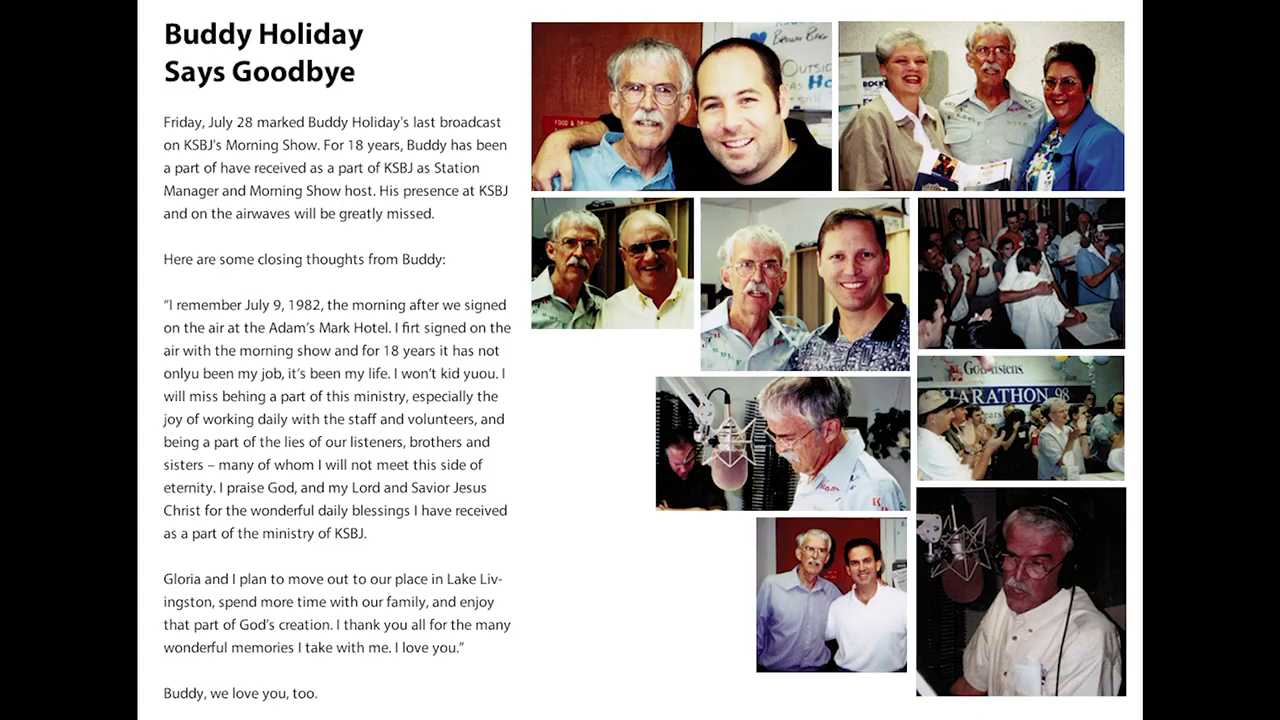 Buddy Holiday
Says Goodbye
Friday, July 28 marked Buddy Holiday's last broadcast
on KSBJ's Morning Show. For 18 years, Buddy has been
a part of have received as a part of KSBJ as Station
Manager and Morning Show host. His presence at KSBJ
and on the airwaves will be greatly missed.
Here are some closing thoughts from Buddy:
“I remember July 9, 1982, the morning after we signed
on the air at the Adam’s Mark Hotel. I firt signed on the
air with the morning show and for 18 years it has not
onlyu been my job, it’s been my life. I won’t kid yuou. I
will miss behing a part of this ministry, especially the
joy of working daily with the staff and volunteers, and
being a part of the lies of our listeners, brothers and
sisters – many of whom I will not meet this side of
eternity. I praise God, and my Lord and Savior Jesus
Christ for the wonderful daily blessings I have received
as a part of the ministry of KSBJ.
Gloria and I plan to move out to our place in Lake Liv-
ingston, spend more time with our family, and enjoy
that part of God’s creation. I thank you all for the many
wonderful memories I take with me. I love you.”
Buddy, we love you, too.
Brown Bag
Outside
FOOD & DRINK
ROCK
God listens.
ARATHON 98